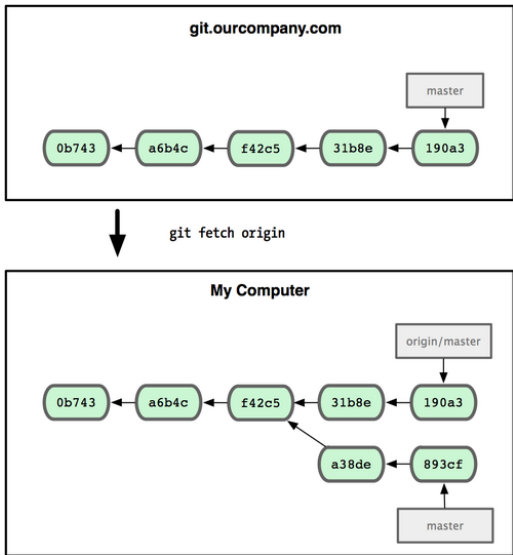 git.ourcompany.com
master
0b743 a6b4c f42c5 31b8e 190a3
git fetch origin
My Computer
origin/master
0b743 a6b4c f42c5 31b8e 190a3
a38de 893cf
master